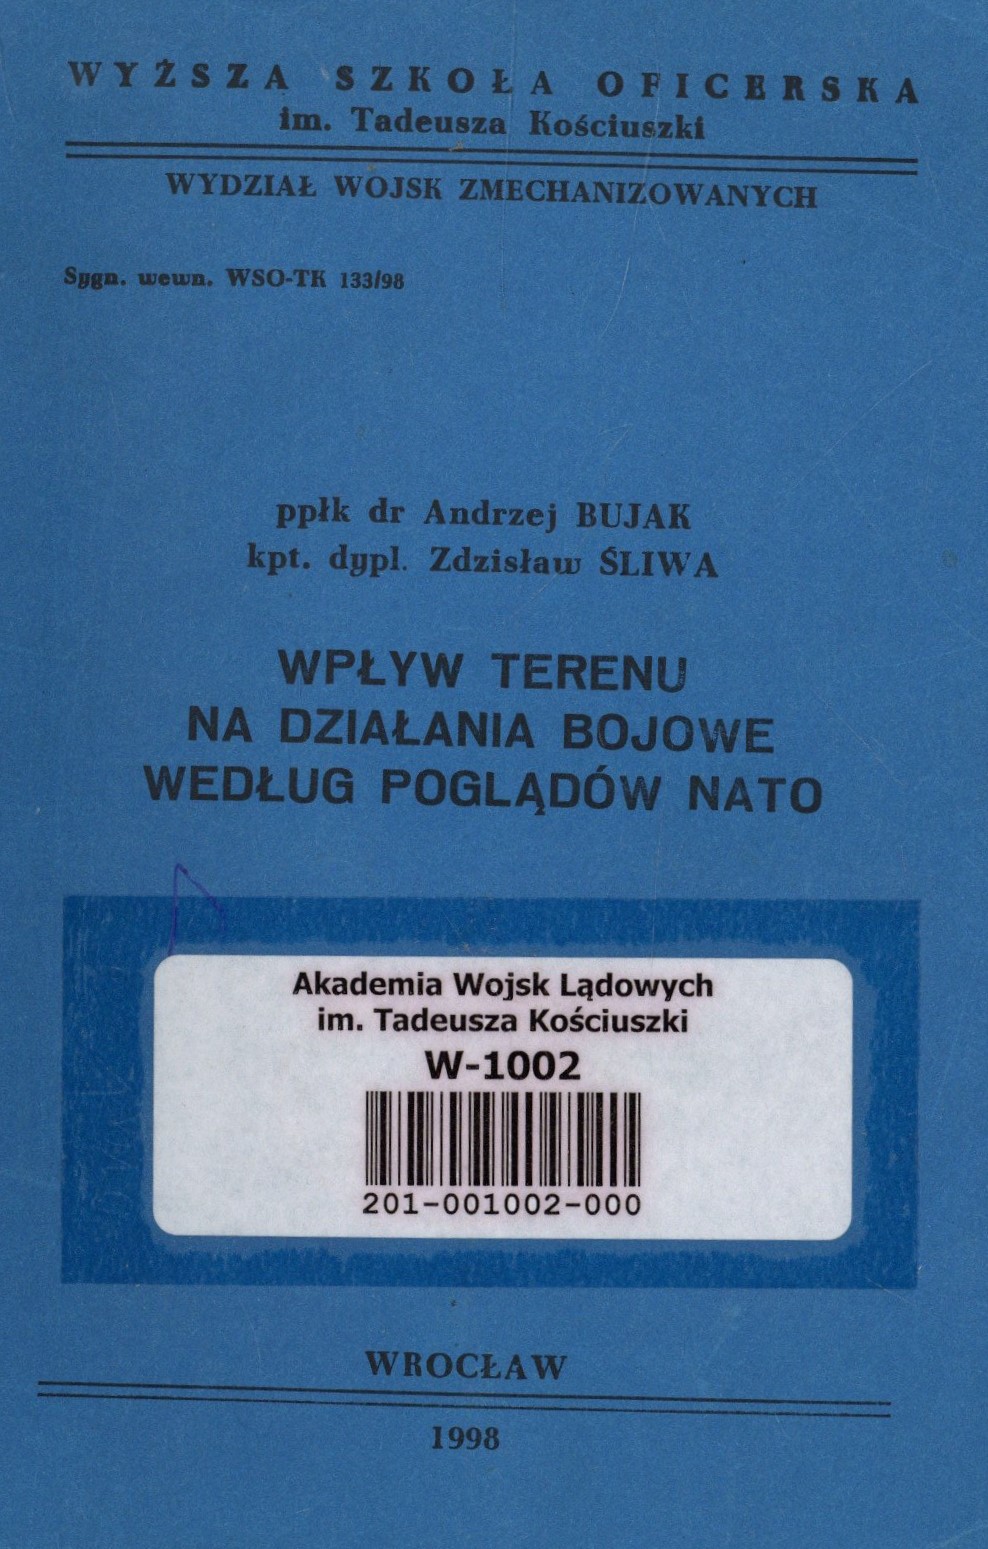 WYŻSZA SZKOŁA OFICERSKA
im. Tadeusza Kościuszki
WYDZIAŁ WOJSK ZMECHANIZOWANYCH
Sygn. wewn. WSO-TK 133/98
ppłk dr Andrzej BUJAK
kpt. dypl. Zdzisław ŚLIWA
WPŁYW TERENU
NA DZIAŁANIA BOJOWE
WEDŁUG POGLĄDÓW NATO
Akademia Wojsk Lądowych
im. Tadeusza Kościuszki
W-1002
201-001002-000
WROCŁAW
1998